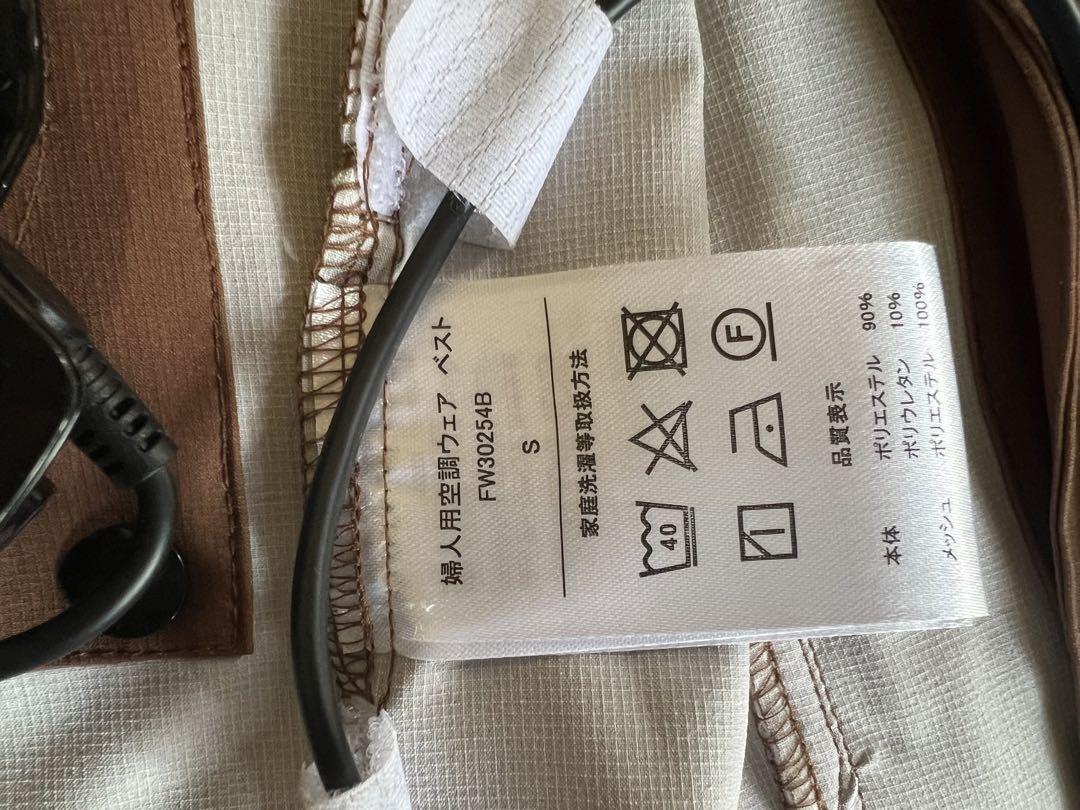 婦人用空調ウェア ベスト
FW30254B
S
家庭洗濯等取扱方法
40
F
品質表示
本体 ポリエステル 90%
ポリウレタン 10%
メッシュ ポリエステル 100%